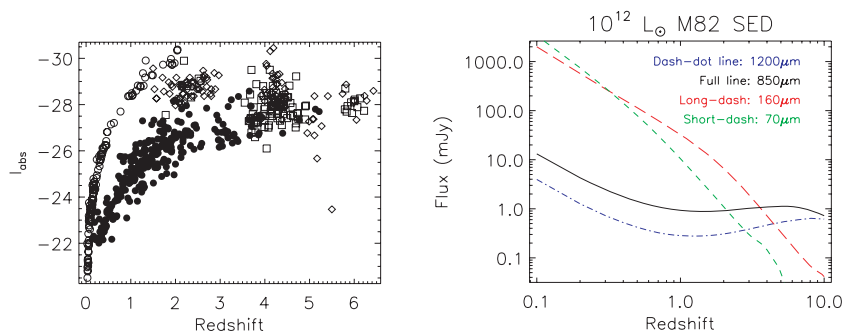 −30
−28
−26
−24
−22
I_abs
0 1 2 3 4 5 6
Redshift
10^12 L⊙ M82 SED
1000.0
100.0
10.0
1.0
0.1
Flux (mJy)
Dash−dot line: 1200μm
Full line: 850μm
Long−dash: 160μm
Short−dash: 70μm
0.1 1.0 10.0
Redshift